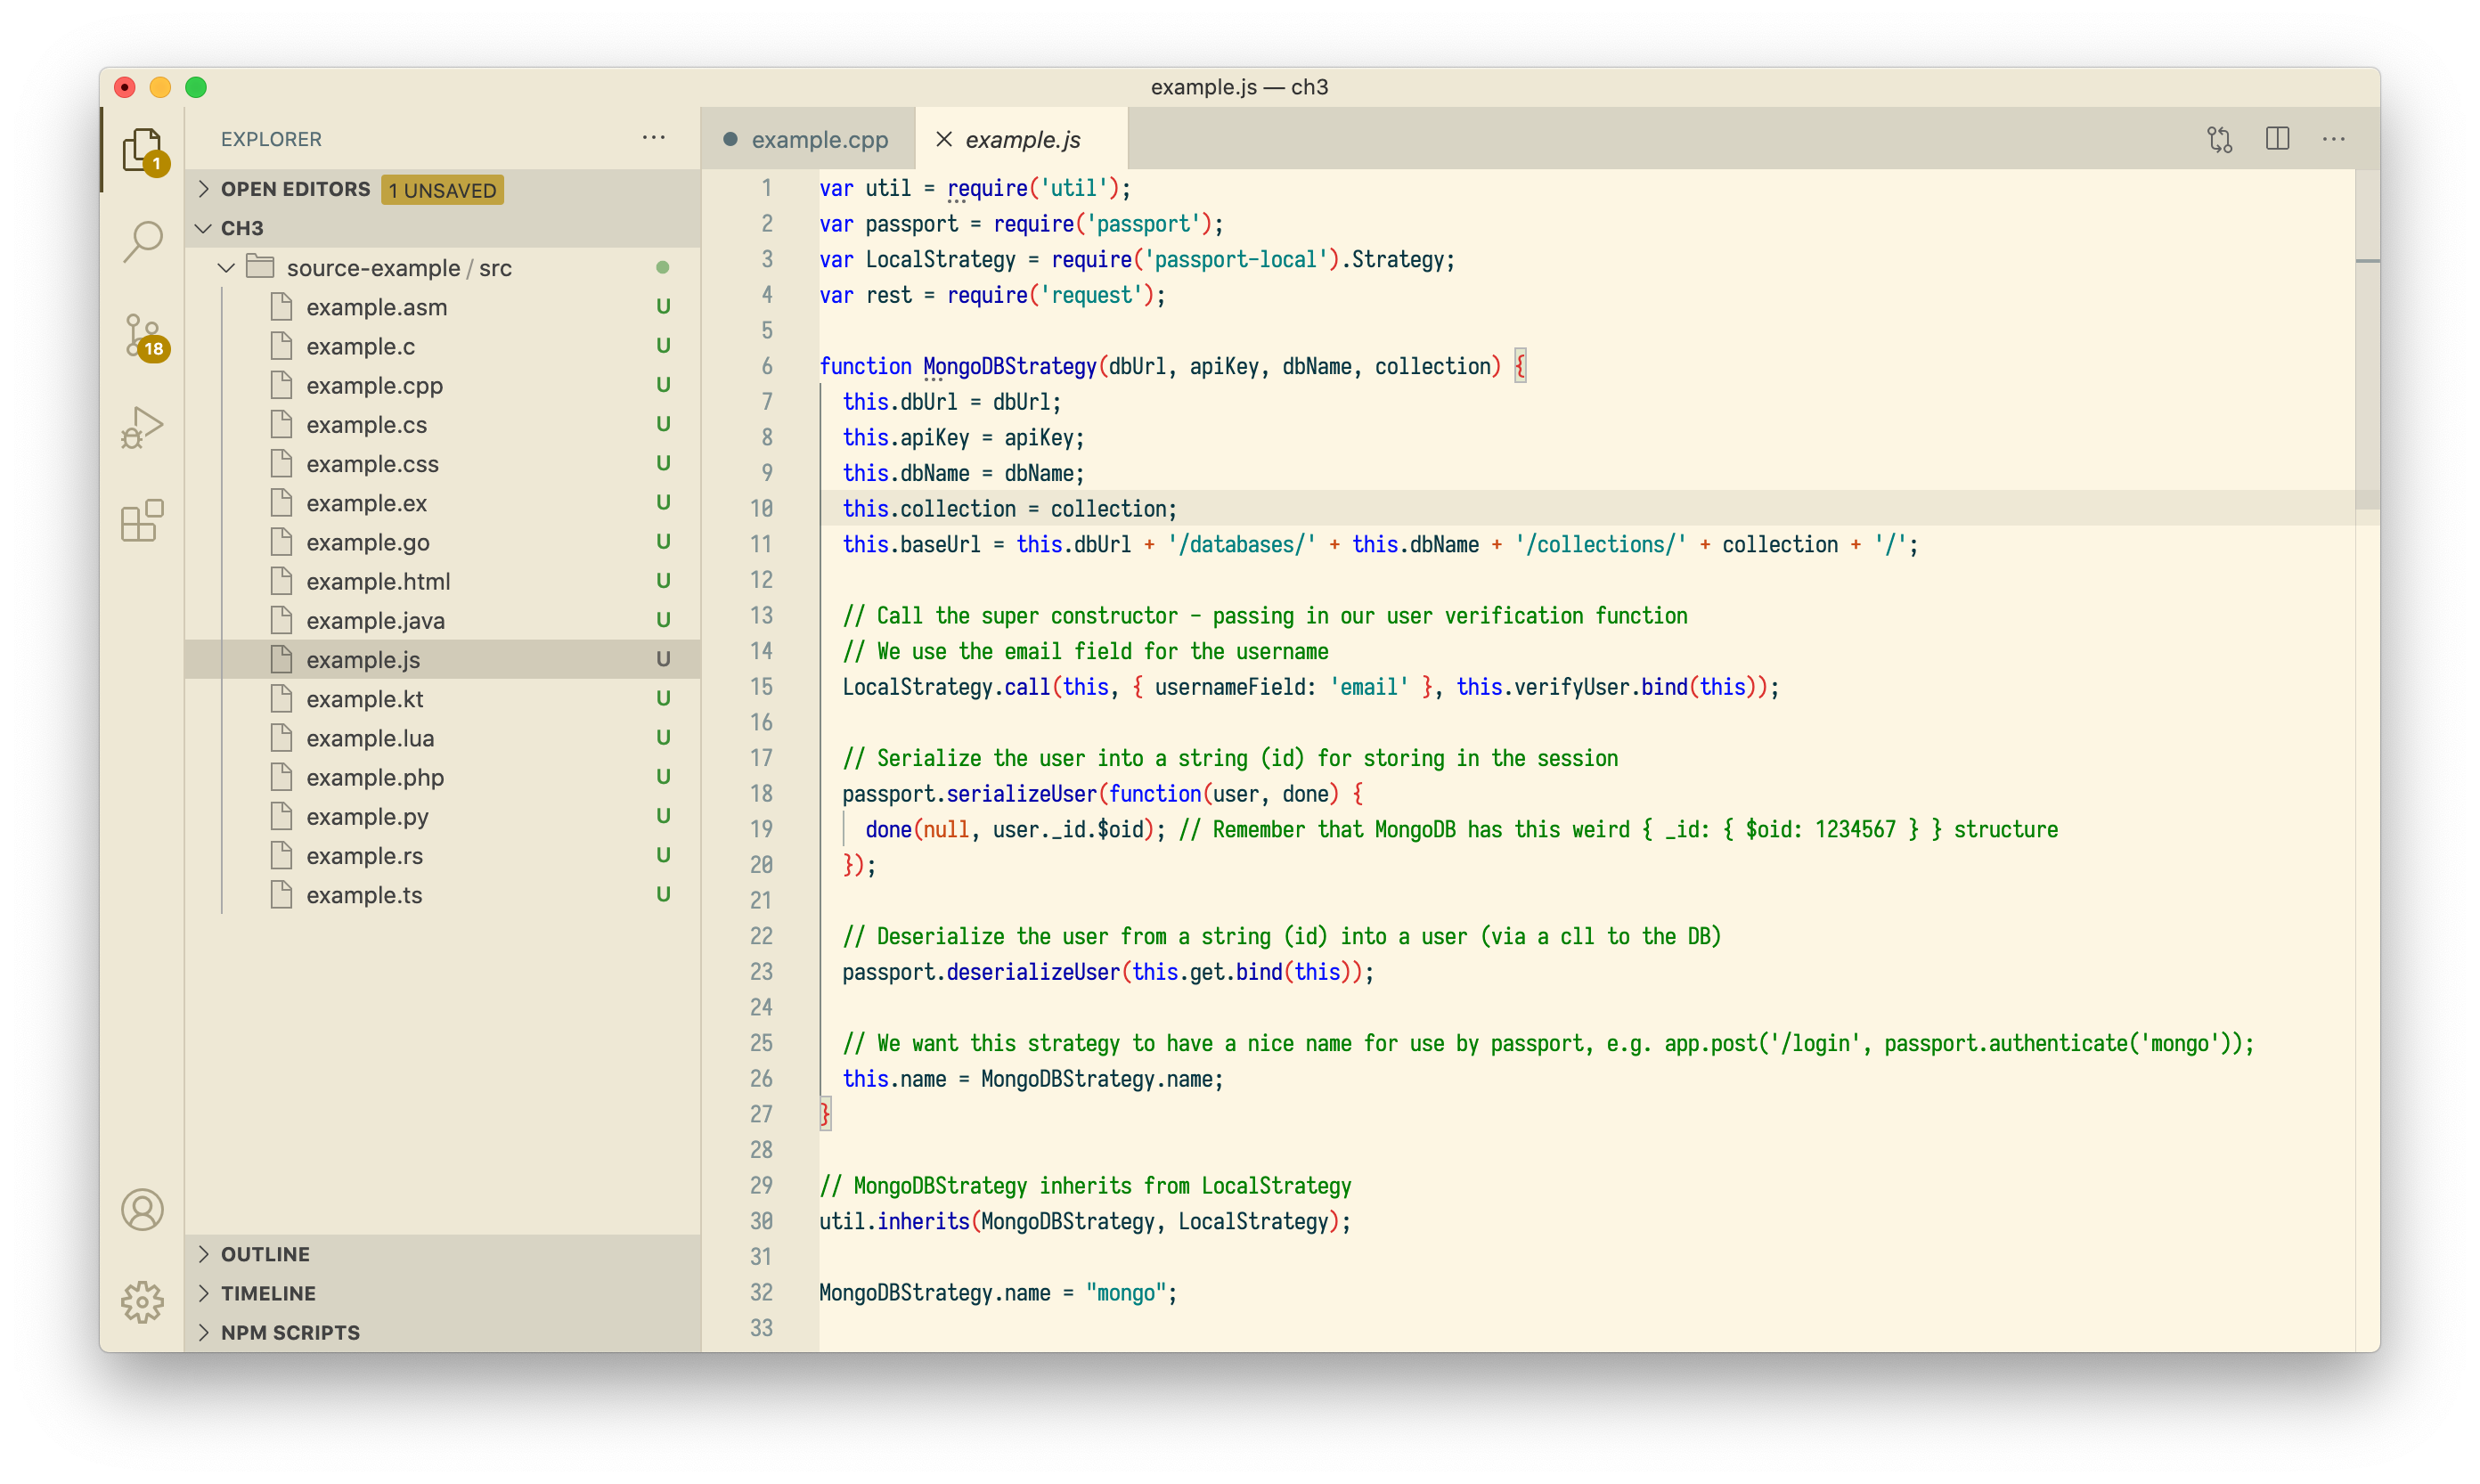 example.js — ch3
1
18
EXPLORER
OPEN EDITORS 1 UNSAVED
CH3
source-example / src
example.asm U
example.c U
example.cpp U
example.cs U
example.css U
example.ex U
example.go U
example.html U
example.java U
example.js U
example.kt U
example.lua U
example.php U
example.py U
example.rs U
example.ts U
OUTLINE
TIMELINE
NPM SCRIPTS
example.cpp example.js
1 var util = require('util');
2 var passport = require('passport');
3 var LocalStrategy = require('passport-local').Strategy;
4 var rest = require('request');
5
6 function MongoDBStrategy(dbUrl, apiKey, dbName, collection) {
7 this.dbUrl = dbUrl;
8 this.apiKey = apiKey;
9 this.dbName = dbName;
10 this.collection = collection;
11 this.baseUrl = this.dbUrl + '/databases/' + this.dbName + '/collections/' + collection + '/';
12
13 // Call the super constructor - passing in our user verification function
14 // We use the email field for the username
15 LocalStrategy.call(this, { usernameField: 'email' }, this.verifyUser.bind(this));
16
17 // Serialize the user into a string (id) for storing in the session
18 passport.serializeUser(function(user, done) {
19 done(null, user._id.$oid); // Remember that MongoDB has this weird { _id: { $oid: 1234567 } } structure
20 });
21
22 // Deserialize the user from a string (id) into a user (via a cll to the DB)
23 passport.deserializeUser(this.get.bind(this));
24
25 // We want this strategy to have a nice name for use by passport, e.g. app.post('/login', passport.authenticate('mongo'));
26 this.name = MongoDBStrategy.name;
27 }
28
29 // MongoDBStrategy inherits from LocalStrategy
30 util.inherits(MongoDBStrategy, LocalStrategy);
31
32 MongoDBStrategy.name = "mongo";
33